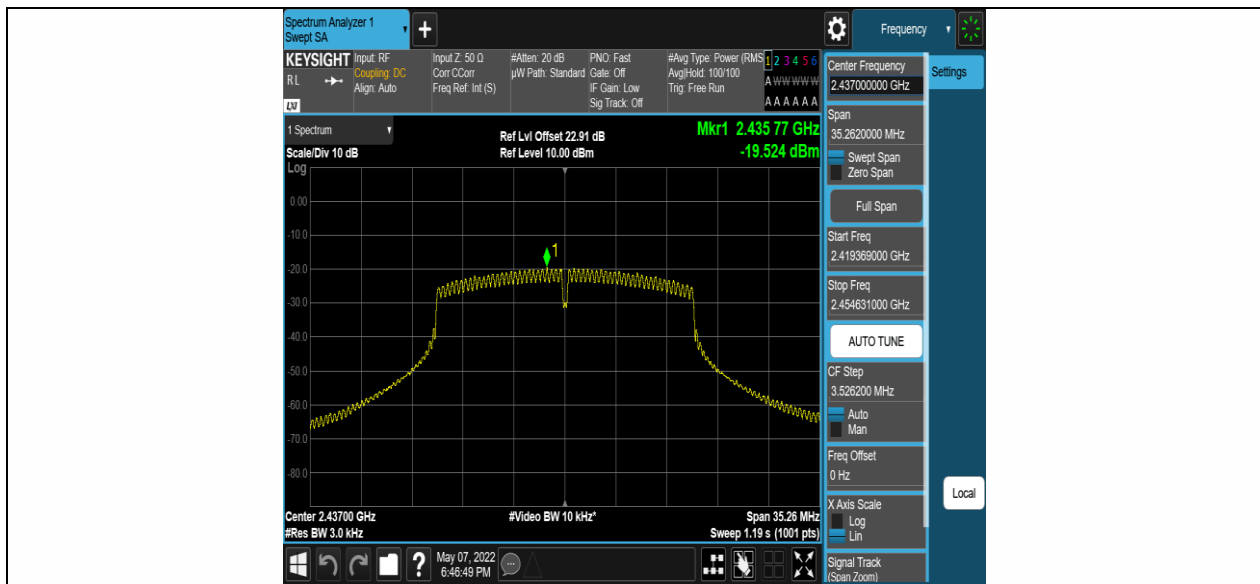 Spectrum Analyzer 1
Swept SA
Frequency
KEYSIGHT
RL
LXI
Input: RF
Coupling: DC
Align: Auto
Input Z: 50 Ω
Corr CCorr
Freq Ref: Int (S)
#Atten: 20 dB
µW Path: Standard
PNO: Fast
Gate: Off
IF Gain: Low
Sig Track: Off
#Avg Type: Power (RMS
Avg|Hold: 100/100
Trig: Free Run
1 2 3 4 5 6
A W W W W W
A A A A A A
1 Spectrum
Scale/Div 10 dB
Log
Ref Lvl Offset 22.91 dB
Ref Level 10.00 dBm
Mkr1 2.435 77 GHz
-19.524 dBm
1
0.00
-10.0
-20.0
-30.0
-40.0
-50.0
-60.0
-70.0
-80.0
Center 2.43700 GHz
#Res BW 3.0 kHz
#Video BW 10 kHz*
Span 35.26 MHz
Sweep 1.19 s (1001 pts)
May 07, 2022
6:46:49 PM
Center Frequency
2.437000000 GHz
Span
35.2620000 MHz
Swept Span
Zero Span
Full Span
Start Freq
2.419369000 GHz
Stop Freq
2.454631000 GHz
AUTO TUNE
CF Step
3.526200 MHz
Auto
Man
Freq Offset
0 Hz
X Axis Scale
Log
Lin
Signal Track
(Span Zoom)
Settings
Local